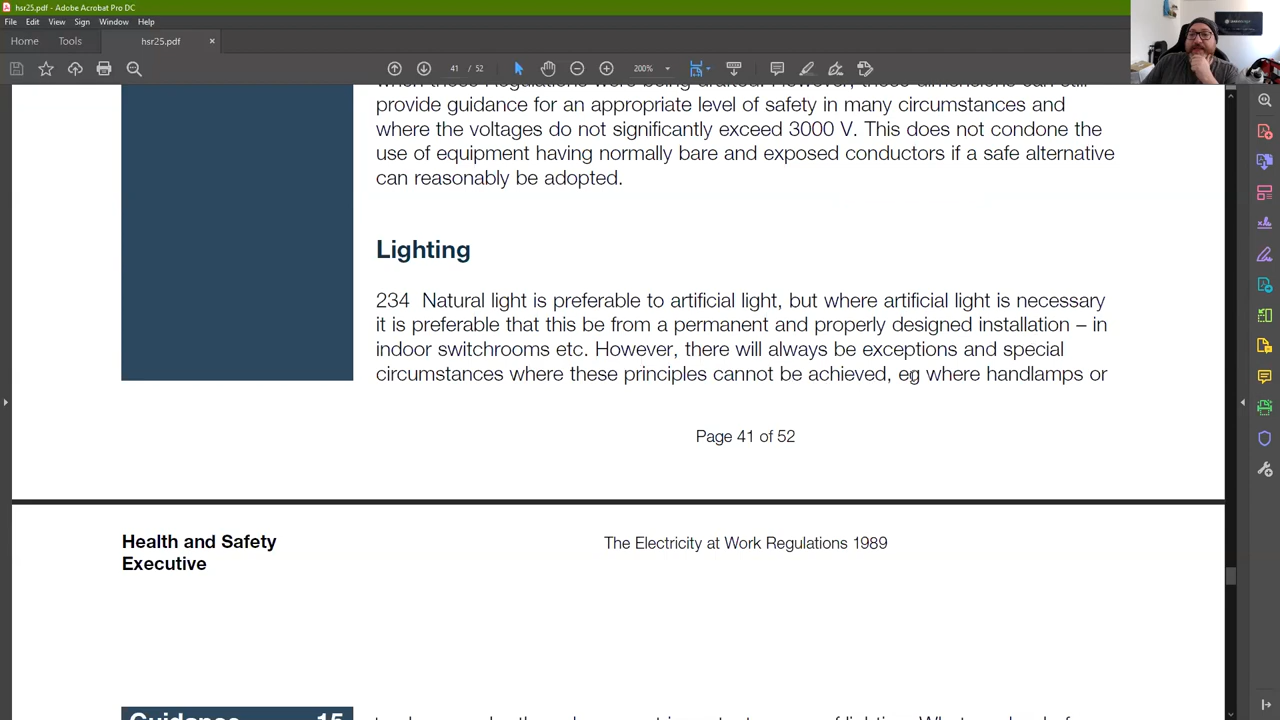 hsr25.pdf - Adobe Acrobat Pro DC
File Edit View Sign Window Help
Home Tools hsr25.pdf ×
41 / 52 200%
provide guidance for an appropriate level of safety in many circumstances and
where the voltages do not significantly exceed 3000 V. This does not condone the
use of equipment having normally bare and exposed conductors if a safe alternative
can reasonably be adopted.
Lighting
234 Natural light is preferable to artificial light, but where artificial light is necessary
it is preferable that this be from a permanent and properly designed installation – in
indoor switchrooms etc. However, there will always be exceptions and special
circumstances where these principles cannot be achieved, eg where handlamps or
Page 41 of 52
Health and Safety
Executive
The Electricity at Work Regulations 1989
Guidance 15